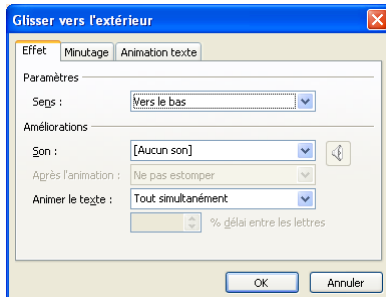 Glisser vers l'extérieur
Effet Minutage Animation texte
Paramètres
Sens : Vers le bas
Améliorations
Son : [Aucun son]
Après l'animation : Ne pas estomper
Animer le texte : Tout simultanément
% délai entre les lettres
OK Annuler